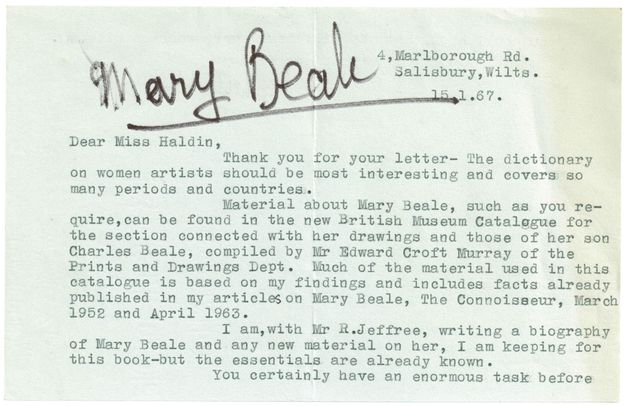 Mary Beale
4,Marlborough Rd.
Salisbury,Wilts.
15.1.67.
Dear Miss Haldin,
Thank you for your letter- The dictionary
on women artists should be most interesting and covers so
many periods and countries.
Material about Mary Beale, such as you re-
quire,can be found in the new British Museum Catalogue for
the section connected with her drawings and those of her son
Charles Beale, compiled by Mr Edward Croft Murray of the
Prints and Drawings Dept. Much of the material used in this
catalogue is based on my findings and includes facts already
published in my articles on Mary Beale, The Connoisseur, March
1952 and April 1963.
I am,with Mr R.Jeffree, writing a biography
of Mary Beale and any new material on her, I am keeping for
this book-but the essentials are already known.
You certainly have an enormous task before